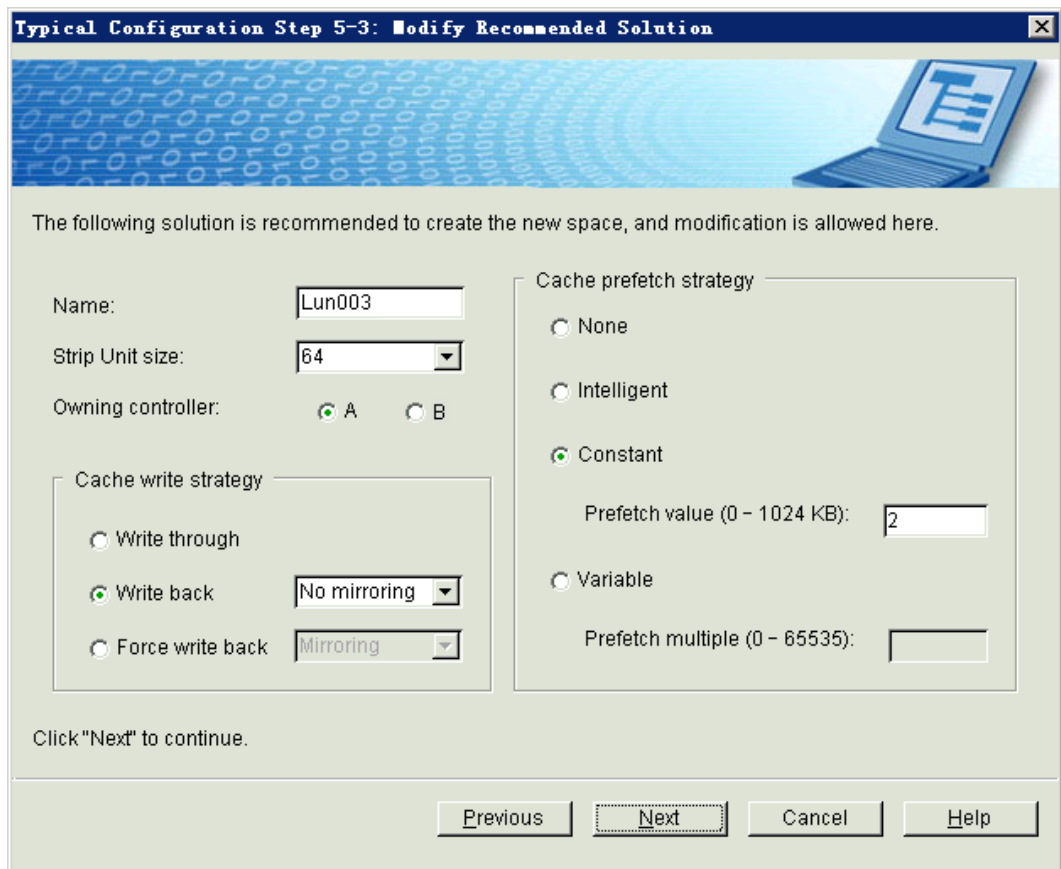 Typical Configuration Step 5-3: Modify Recommended Solution
The following solution is recommended to create the new space, and modification is allowed here.
Name: Lun003
Strip Unit size: 64
Owning controller: A B
Cache write strategy
Write through
Write back No mirroring
Force write back Mirroring
Cache prefetch strategy
None
Intelligent
Constant
Prefetch value (0 – 1024 KB): 2
Variable
Prefetch multiple (0 – 65535):
Click "Next" to continue.
Previous Next Cancel Help